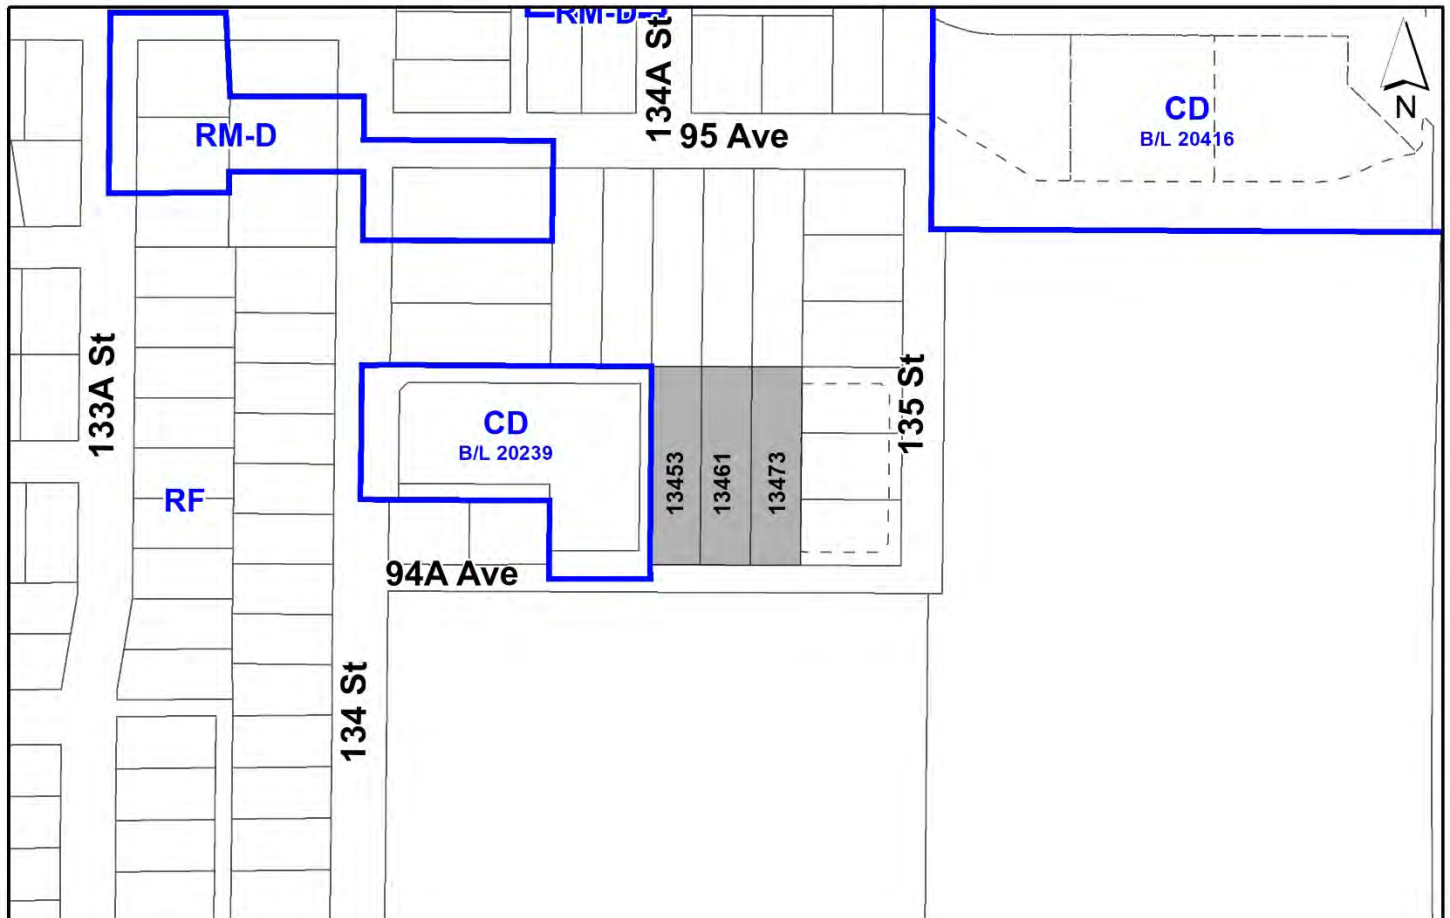 RM-D
134A St
CD
B/L 20416
N
RM-D
95 Ave
133A St
135 St
CD
B/L 20239
13453
13461
13473
RF
94A Ave
134 St